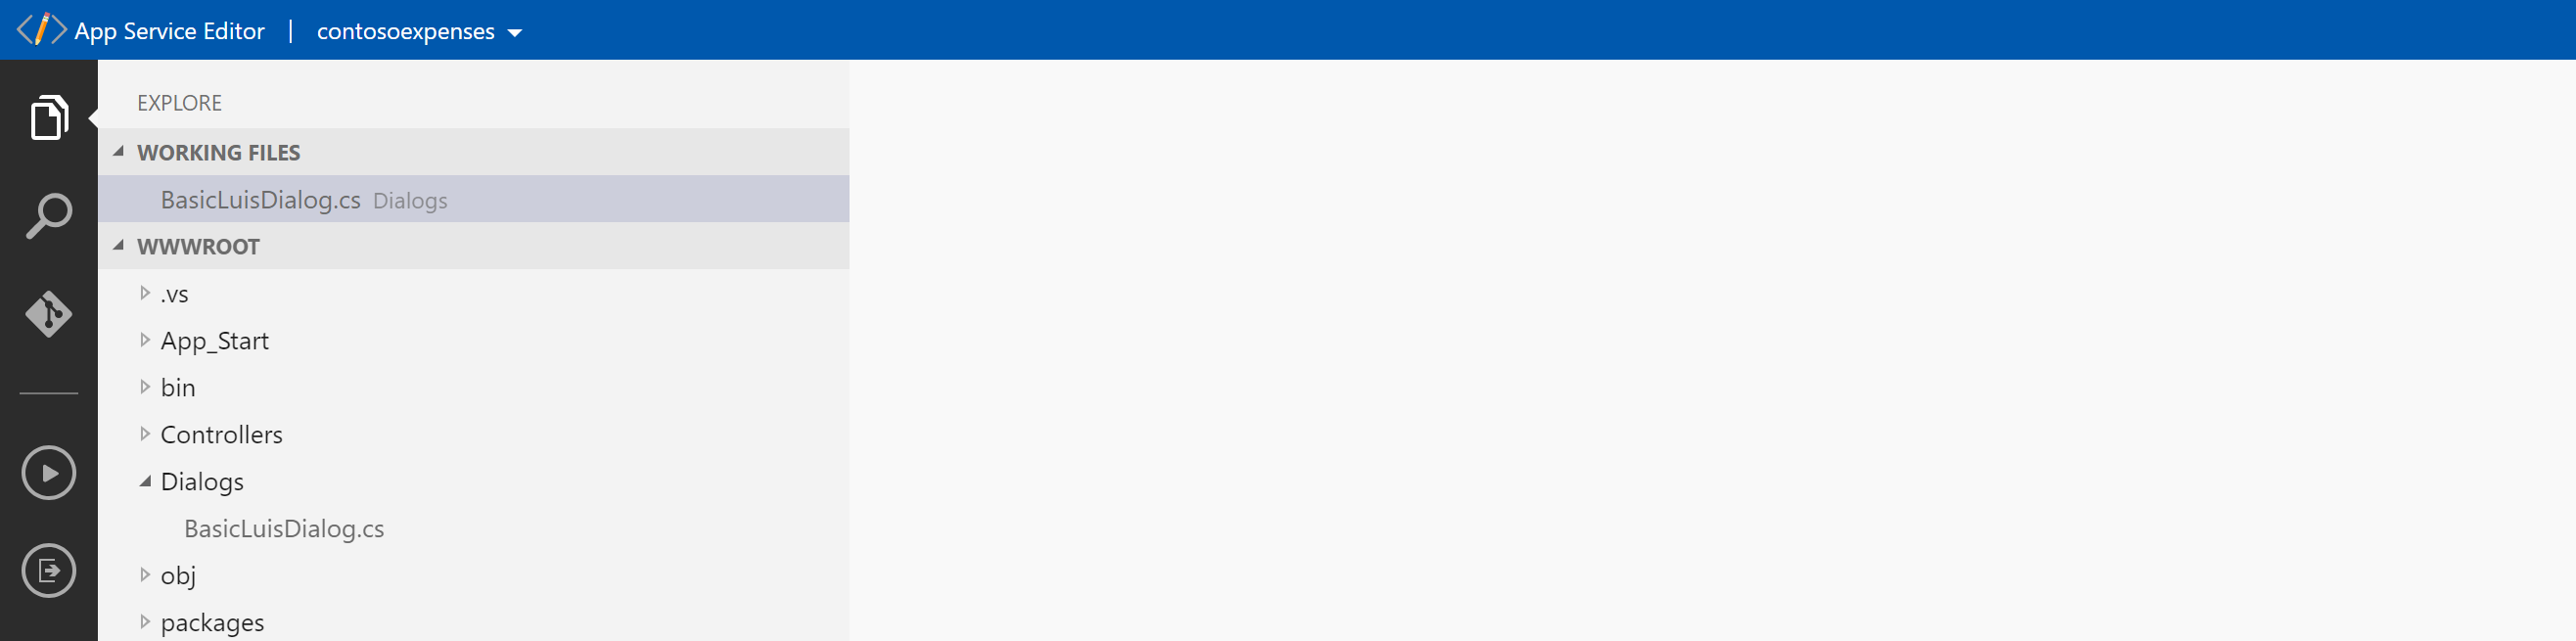 App Service Editor | contosoexpenses
EXPLORE
WORKING FILES
BasicLuisDialog.cs Dialogs
WWWROOT
.vs
App_Start
bin
Controllers
Dialogs
BasicLuisDialog.cs
obj
packages